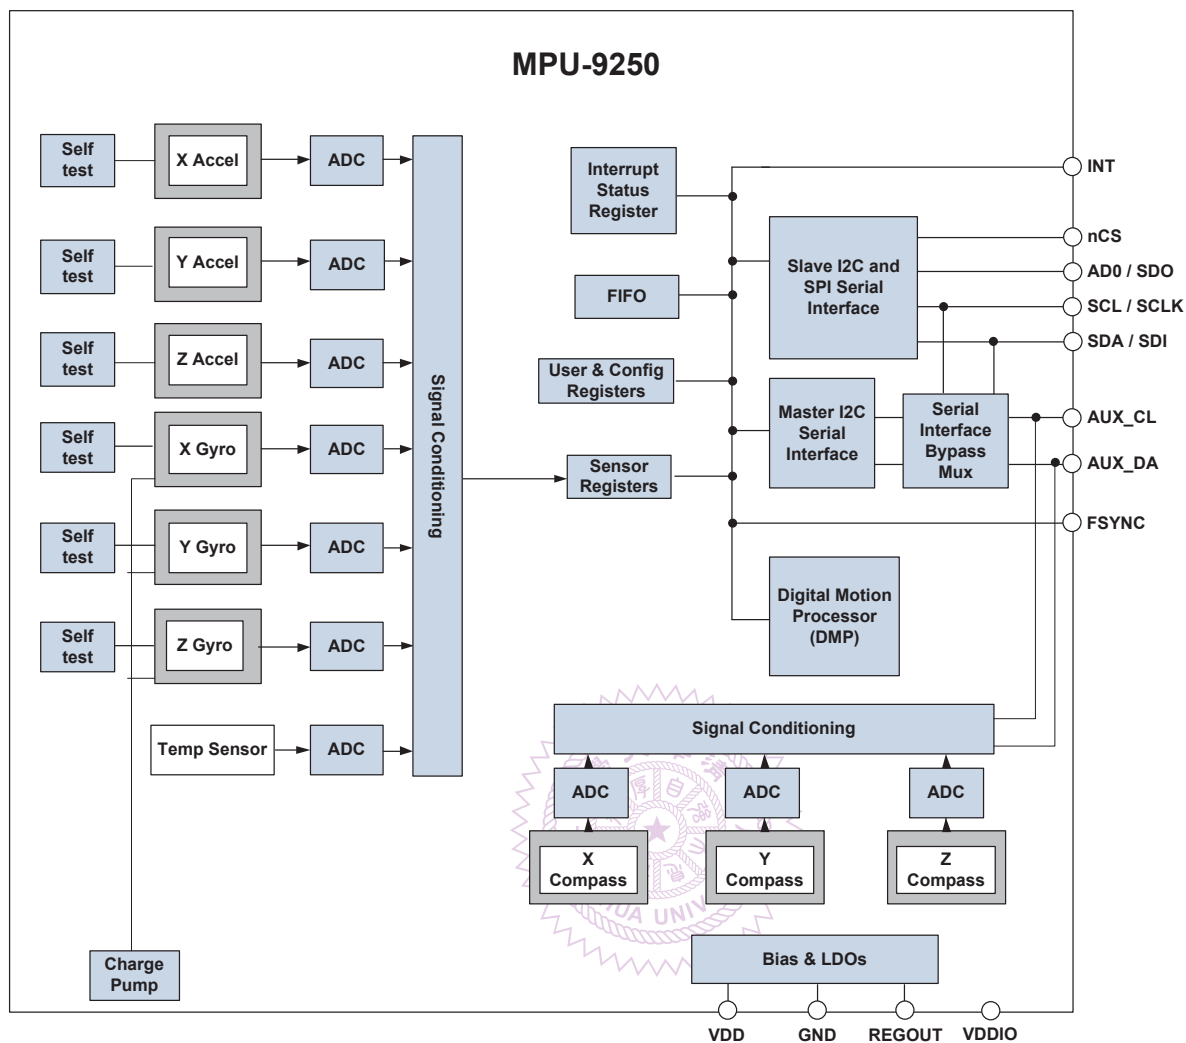 MPU-9250
Self
test
X Accel
ADC
Self
test
Y Accel
ADC
Self
test
Z Accel
ADC
Self
test
X Gyro
ADC
Self
test
Y Gyro
ADC
Self
test
Z Gyro
ADC
Temp Sensor
ADC
Signal Conditioning
Charge
Pump
Interrupt
Status
Register
FIFO
User & Config
Registers
Sensor
Registers
Slave I2C and
SPI Serial
Interface
Master I2C
Serial
Interface
Serial
Interface
Bypass
Mux
Digital Motion
Processor
(DMP)
INT
nCS
AD0 / SDO
SCL / SCLK
SDA / SDI
AUX_CL
AUX_DA
FSYNC
Signal Conditioning
ADC
ADC
ADC
X
Compass
Y
Compass
Z
Compass
Bias & LDOs
VDD
GND
REGOUT
VDDIO